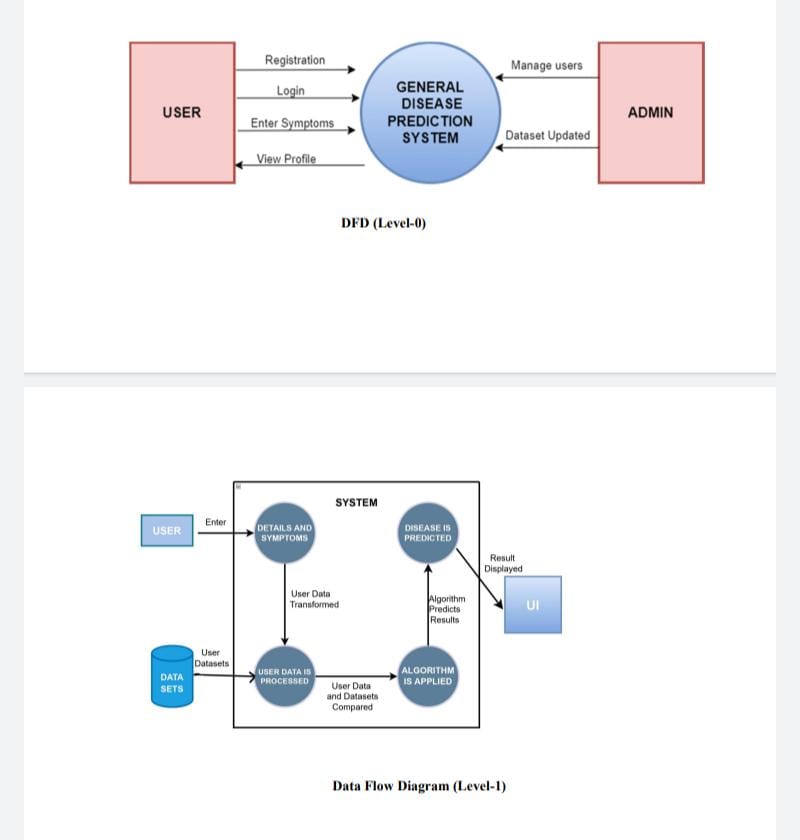 Registration
Login
Enter Symptoms
View Profile
USER
GENERAL
DISEASE
PREDICTION
SYSTEM
Manage users
Dataset Updated
ADMIN
DFD (Level-0)
SYSTEM
USER
Enter
DETAILS AND
SYMPTOMS
DISEASE IS
PREDICTED
Result
Displayed
UI
User Data
Transformed
Algorithm
Predicts
Results
User
Datasets
DATA
SETS
USER DATA IS
PROCESSED
User Data
and Datasets
Compared
ALGORITHM
IS APPLIED
Data Flow Diagram (Level-1)